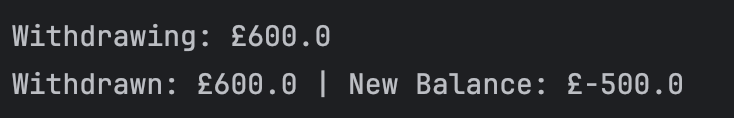 Withdrawing: £600.0
Withdrawn: £600.0 | New Balance: £-500.0